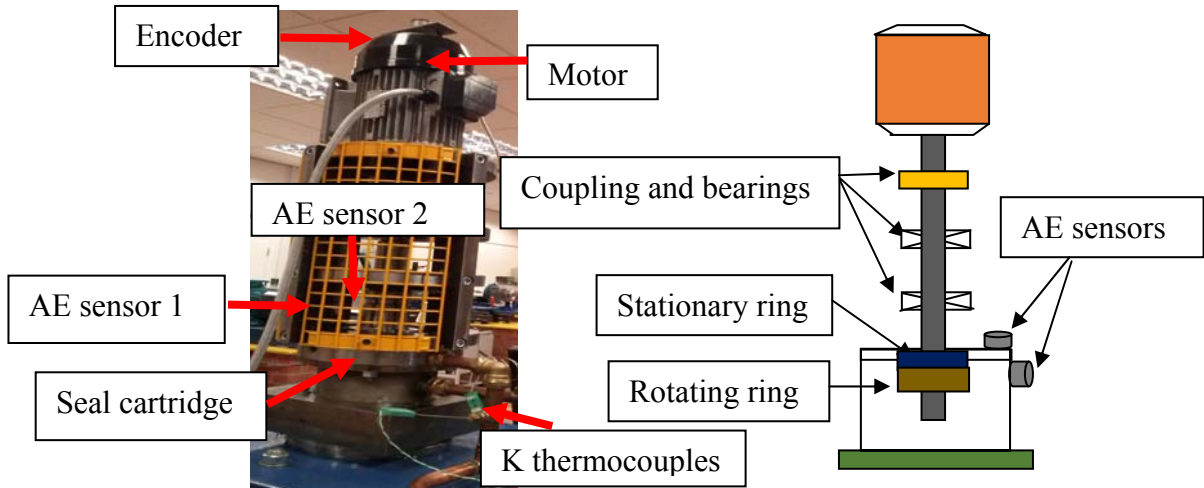 Encoder
Motor
AE sensor 2
AE sensor 1
Seal cartridge
K thermocouples
Coupling and bearings
AE sensors
Stationary ring
Rotating ring